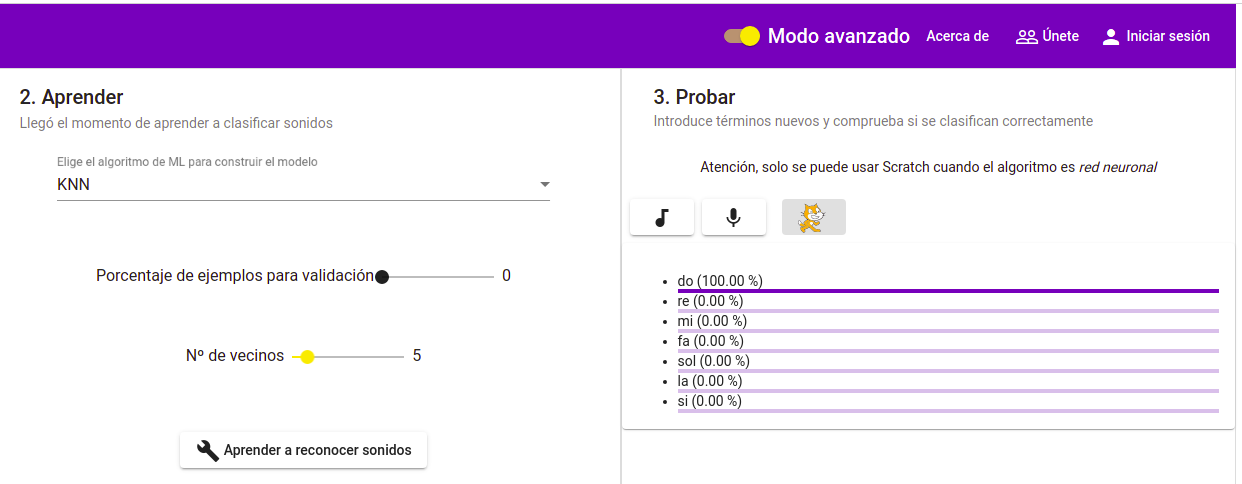 Modo avanzado
Acerca de
Únete
Iniciar sesión
2. Aprender
Llegó el momento de aprender a clasificar sonidos
Elige el algoritmo de ML para construir el modelo
KNN
Porcentaje de ejemplos para validación 0
Nº de vecinos 5
Aprender a reconocer sonidos
3. Probar
Introduce términos nuevos y comprueba si se clasifican correctamente
Atención, solo se puede usar Scratch cuando el algoritmo es red neuronal
do (100.00 %)
re (0.00 %)
mi (0.00 %)
fa (0.00 %)
sol (0.00 %)
la (0.00 %)
si (0.00 %)